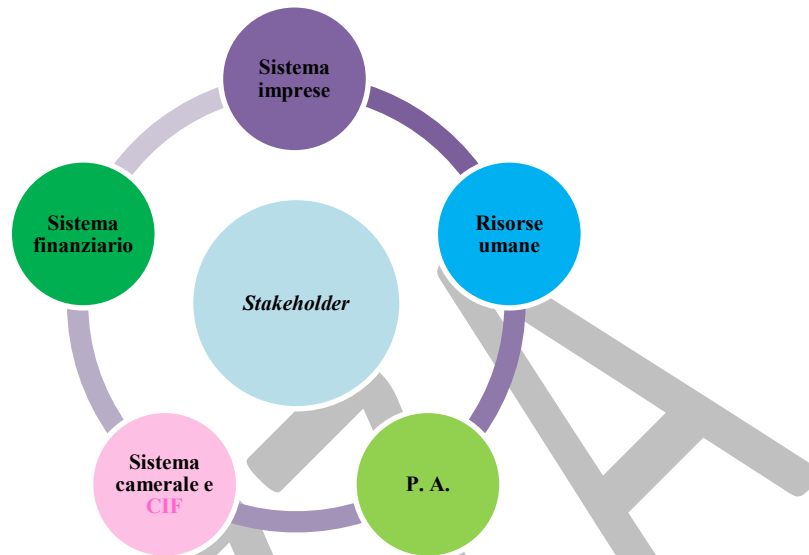 Sistema
imprese
Sistema
finanziario
Risorse
umane
Stakeholder
Sistema
camerale e
CIF
P. A.